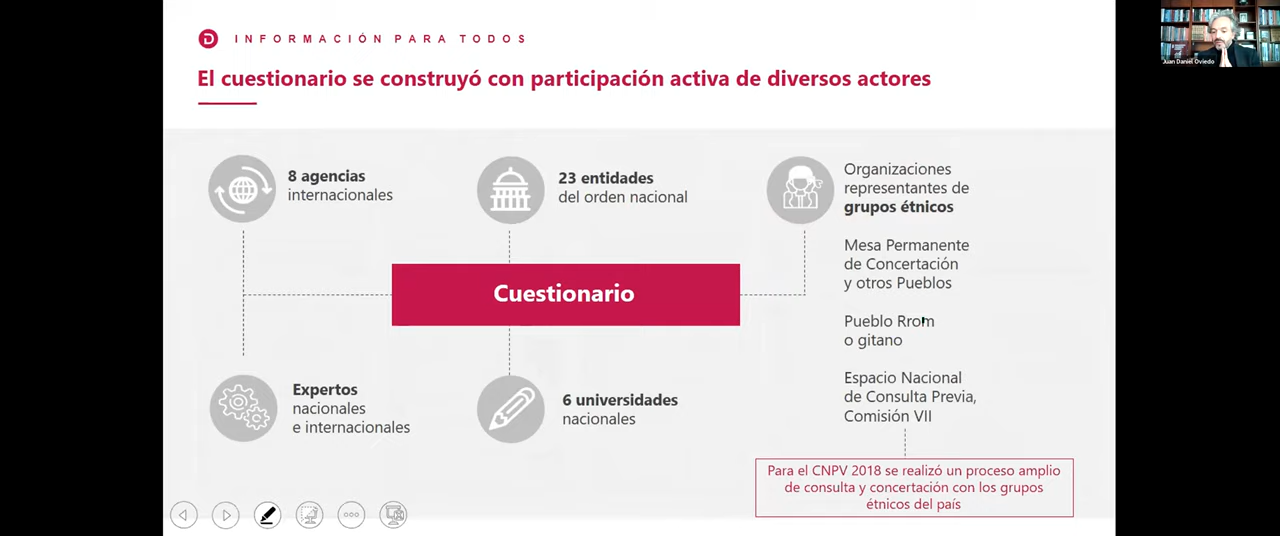 INFORMACIÓN PARA TODOS
El cuestionario se construyó con participación activa de diversos actores
8 agencias
internacionales
23 entidades
del orden nacional
Organizaciones
representantes de
grupos étnicos
Mesa Permanente
de Concertación
y otros Pueblos
Pueblo Rrom
o gitano
Espacio Nacional
de Consulta Previa,
Comisión VII
Cuestionario
Expertos
nacionales
e internacionales
6 universidades
nacionales
Para el CNPV 2018 se realizó un proceso amplio
de consulta y concertación con los grupos
étnicos del país
Juan Daniel Oviedo